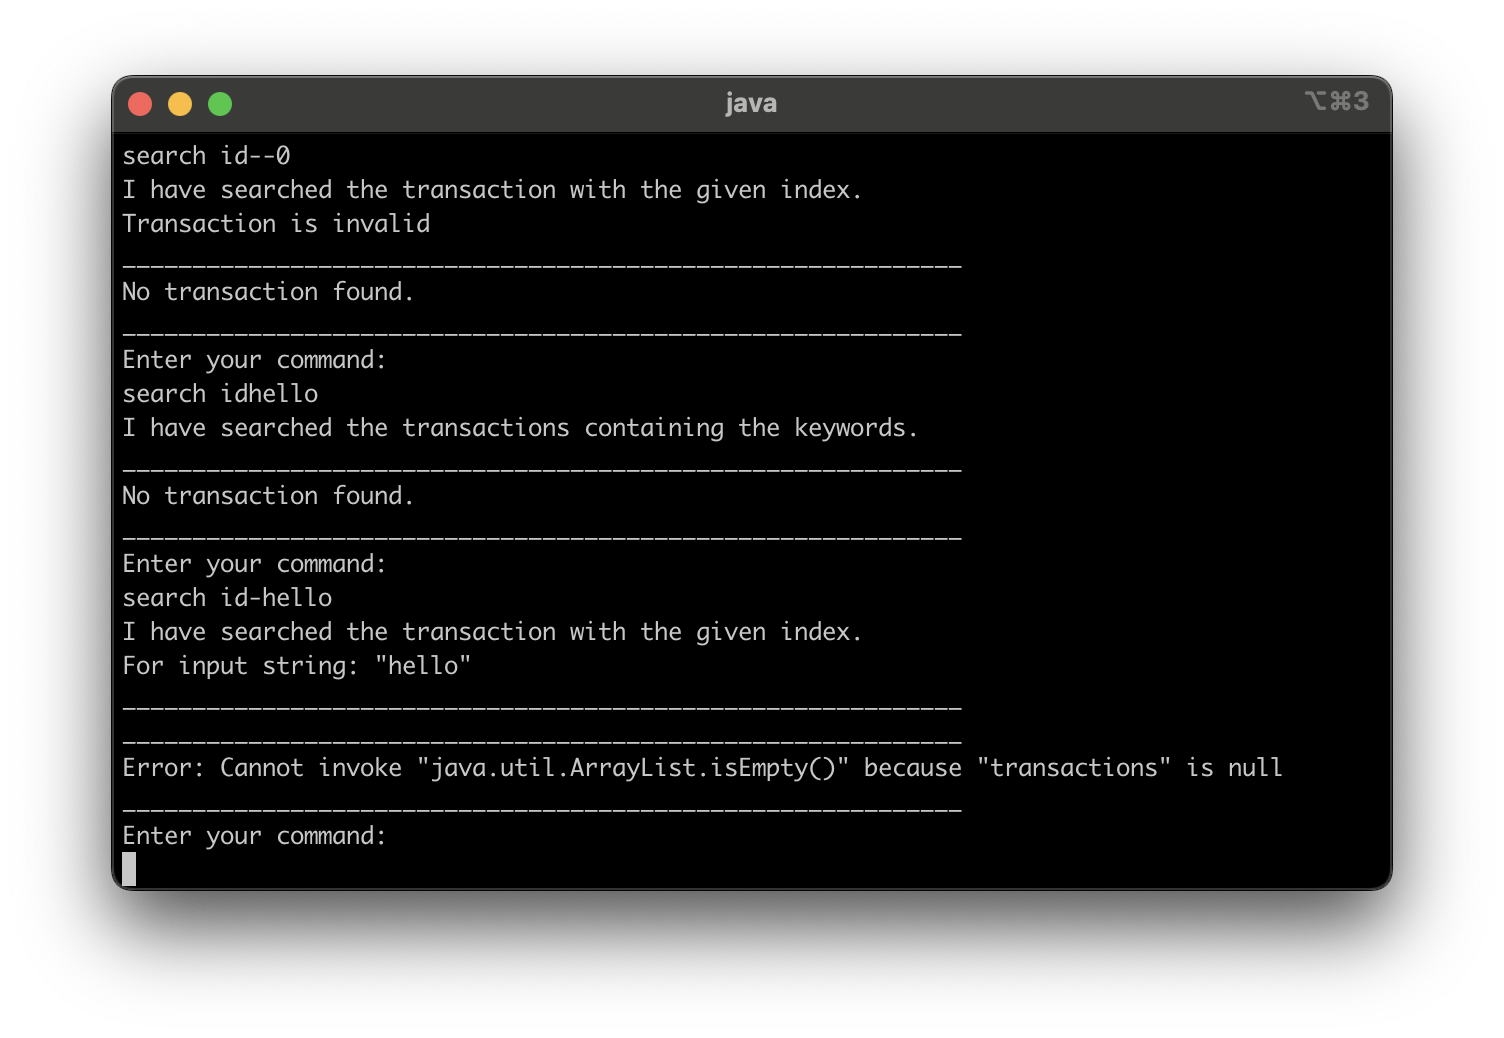 java
⌥⌘3
search id--0
I have searched the transaction with the given index.
Transaction is invalid
____________________________________________________________
No transaction found.
____________________________________________________________
Enter your command:
search idhello
I have searched the transactions containing the keywords.
____________________________________________________________
No transaction found.
____________________________________________________________
Enter your command:
search id-hello
I have searched the transaction with the given index.
For input string: "hello"
____________________________________________________________
____________________________________________________________
Error: Cannot invoke "java.util.ArrayList.isEmpty()" because "transactions" is null
____________________________________________________________
Enter your command: